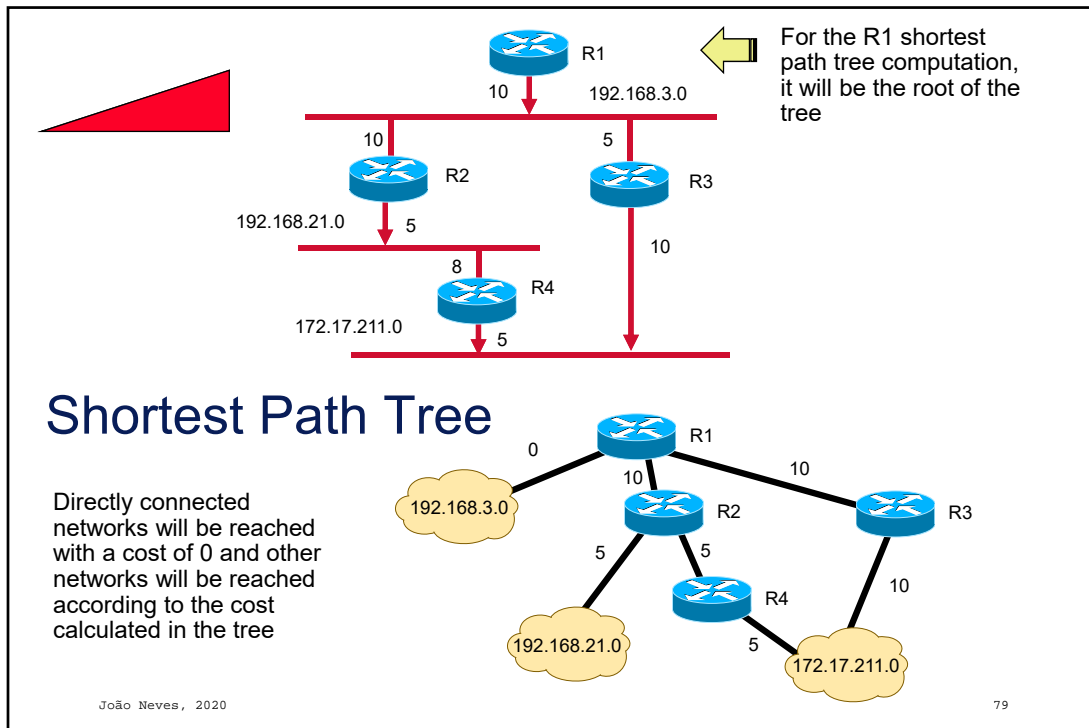 R1
For the R1 shortest
path tree computation,
it will be the root of the
tree
10
192.168.3.0
10
5
R2
R3
192.168.21.0
5
10
8
R4
172.17.211.0
5
Shortest Path Tree
R1
0
10
10
192.168.3.0
R2
R3
Directly connected
networks will be reached
with a cost of 0 and other
networks will be reached
according to the cost
calculated in the tree
5
5
R4
10
192.168.21.0
5
172.17.211.0
João Neves, 2020
79